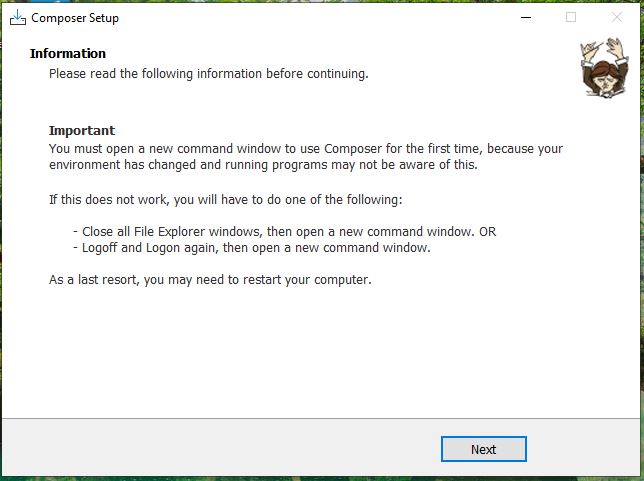 Composer Setup
Information
Please read the following information before continuing.
Important
You must open a new command window to use Composer for the first time, because your
environment has changed and running programs may not be aware of this.
If this does not work, you will have to do one of the following:
- Close all File Explorer windows, then open a new command window. OR
- Logoff and Logon again, then open a new command window.
As a last resort, you may need to restart your computer.
Next